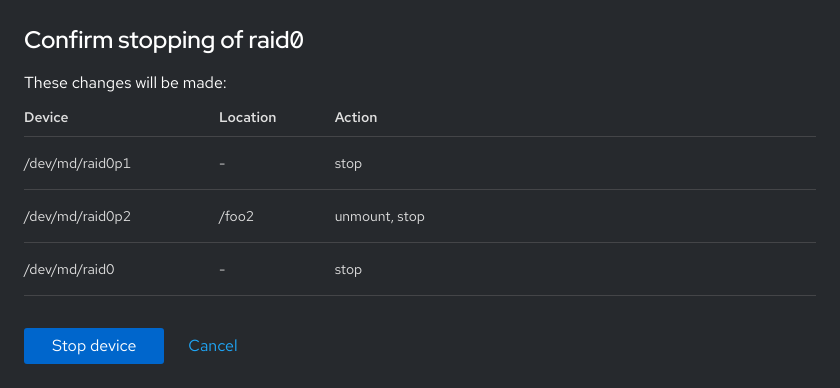 Confirm stopping of raid0
These changes will be made:
Device Location Action
/dev/md/raid0p1 - stop
/dev/md/raid0p2 /foo2 unmount, stop
/dev/md/raid0 - stop
Stop device Cancel